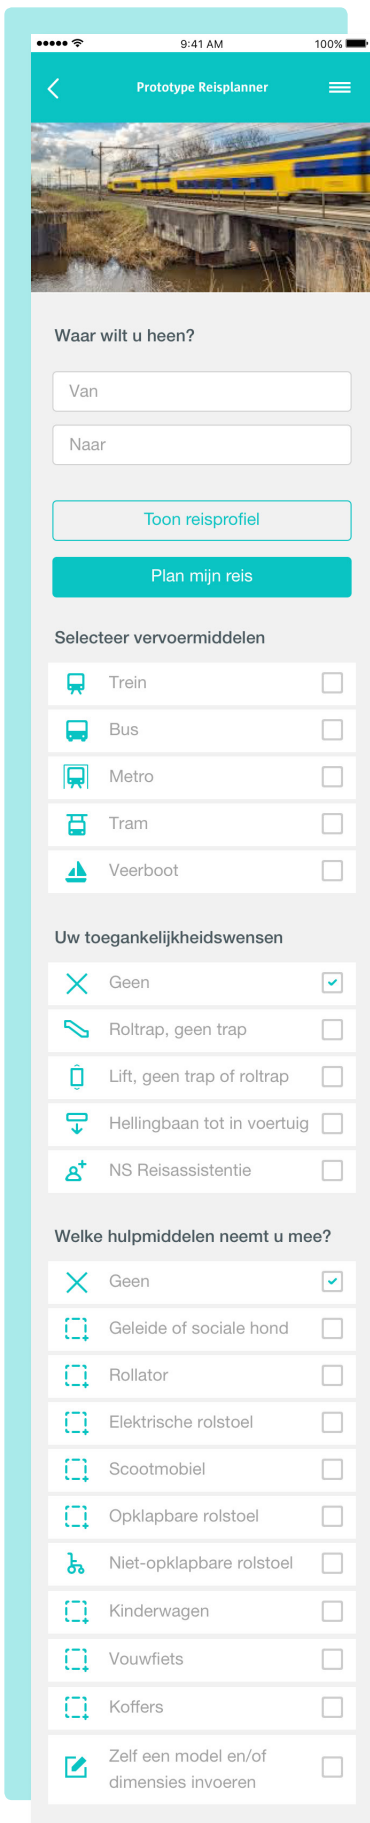 9:41 AM
100%
Prototype Reisplanner
Waar wilt u heen?
Van
Naar
Toon reisprofiel
Plan mijn reis
Selecteer vervoermiddelen
Trein
Bus
Metro
Tram
Veerboot
Uw toegankelijkheidswensen
Geen
Roltrap, geen trap
Lift, geen trap of roltrap
Hellingbaan tot in voertuig
NS Reisassistentie
Welke hulpmiddelen neemt u mee?
Geen
Geleide of sociale hond
Rollator
Elektrische rolstoel
Scootmobiel
Opklapbare rolstoel
Niet-opklapbare rolstoel
Kinderwagen
Vouwfiets
Koffers
Zelf een model en/of
dimensies invoeren